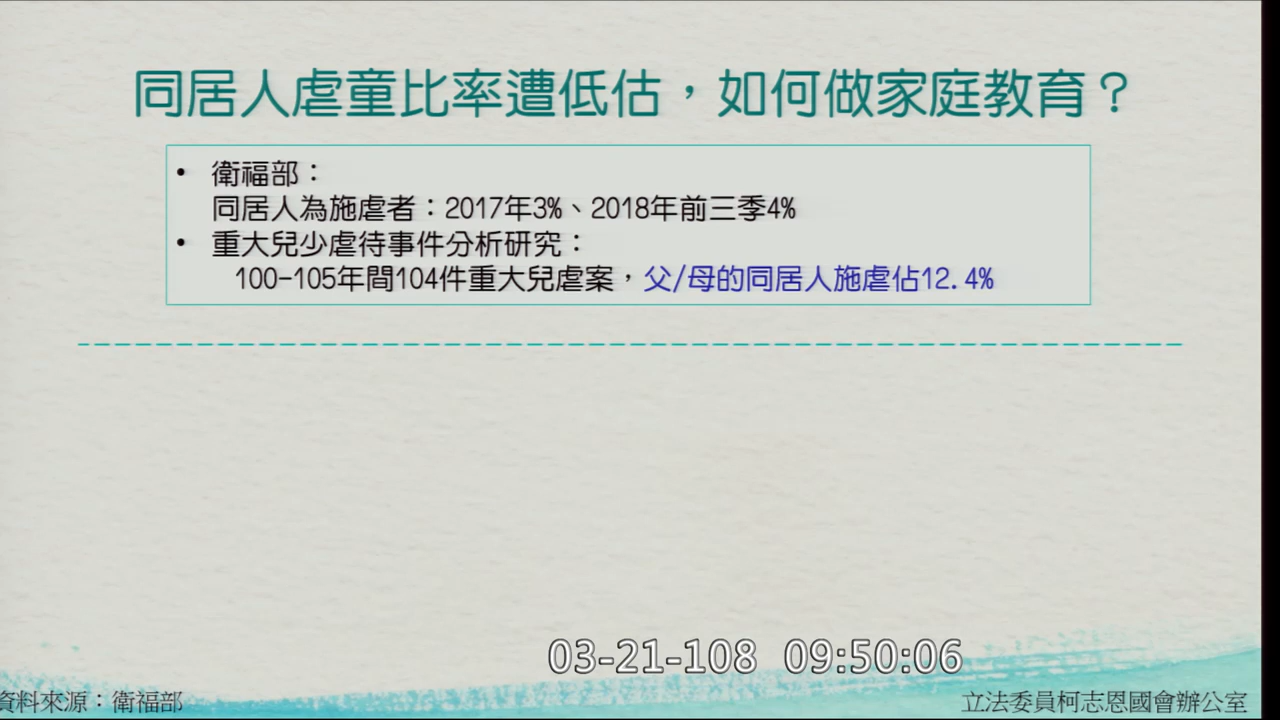 同居人虐童比率遭低估，如何做家庭教育？
• 衛福部：
同居人為施虐者：2017年3%、2018年前三季4%
• 重大兒少虐待事件分析研究：
100-105年間104件重大兒虐案，父/母的同居人施虐佔12.4%
03-21-108 09:50:06
資料來源：衛福部
立法委員柯志恩國會辦公室